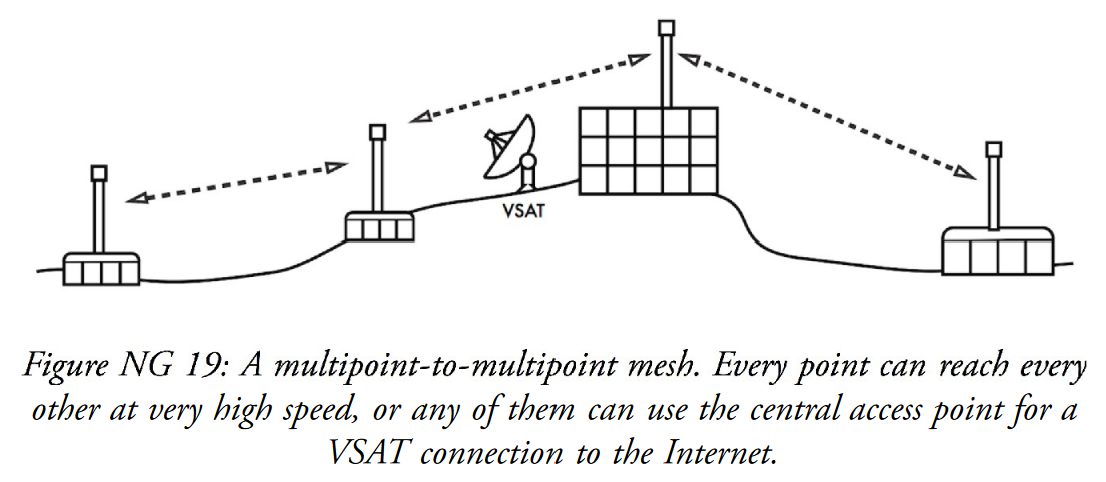 VSAT
Figure NG 19: A multipoint-to-multipoint mesh. Every point can reach every
other at very high speed, or any of them can use the central access point for a
VSAT connection to the Internet.